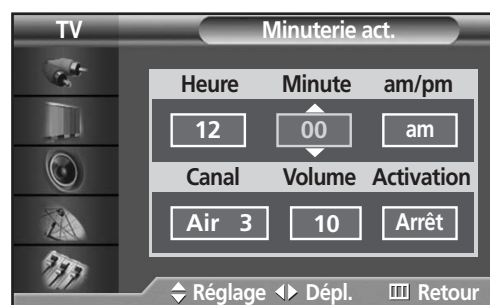 TV Minuterie act.
Heure Minute am/pm
12 00 am
Canal Volume Activation
Air 3 10 Arrêt
Réglage Dépl. Retour